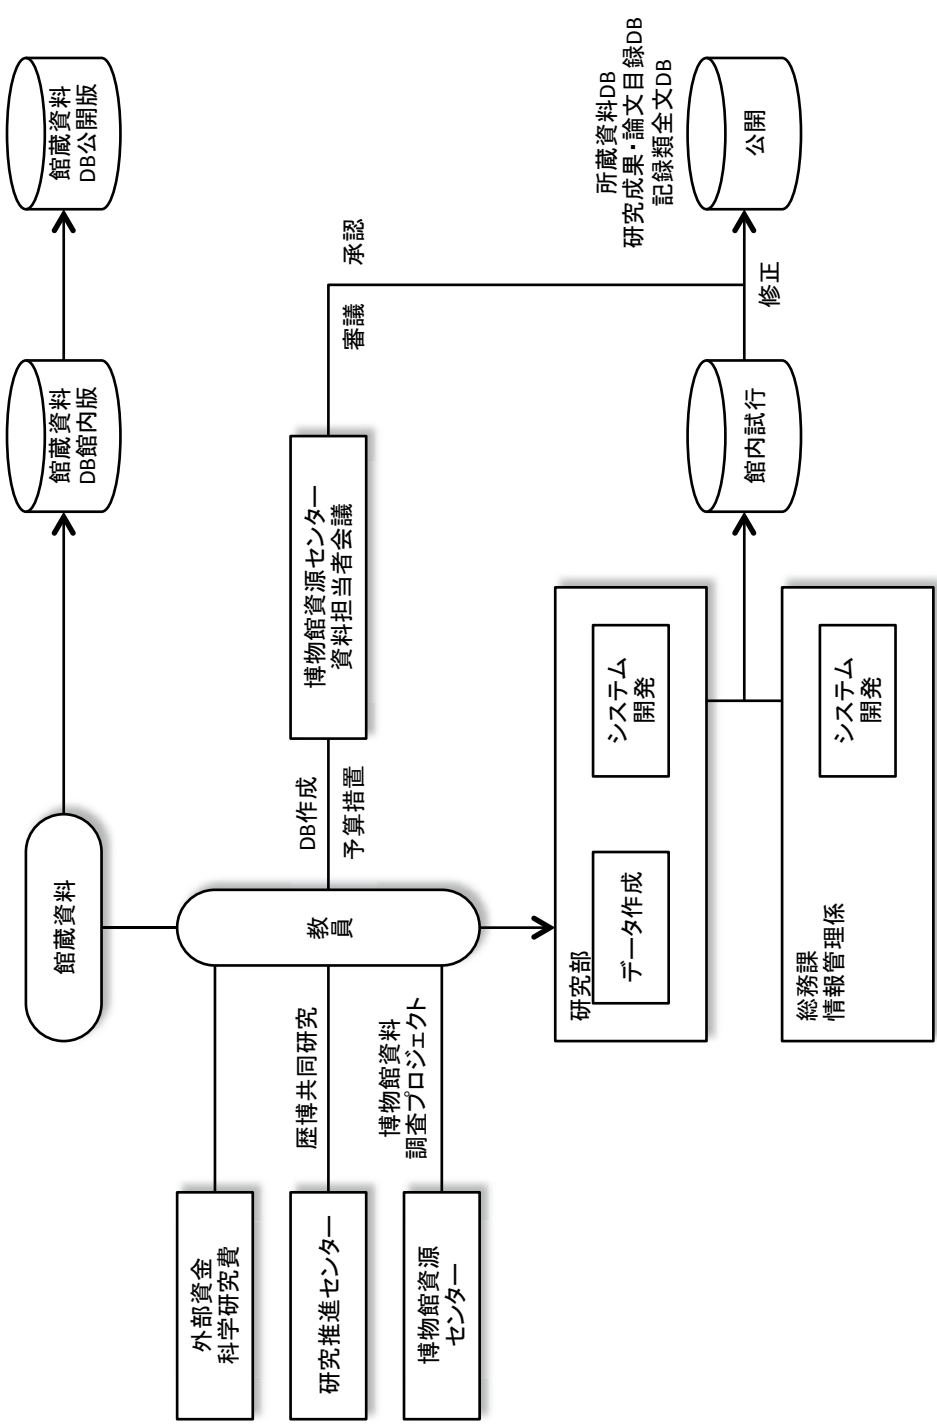 館蔵資料
館蔵資料
DB館内版
館蔵資料
DB公開版
外部資金
科学研究費
研究推進センター
博物館資源
センター
歴博共同研究
博物館資料
調査プロジェクト
教員
DB作成
予算措置
博物館資源センター
資料担当者会議
審議
承認
研究部
データ作成
システム
開発
総務課
情報管理係
システム
開発
館内試行
修正
所蔵資料DB
研究成果・論文目録DB
記録類全文DB
公開